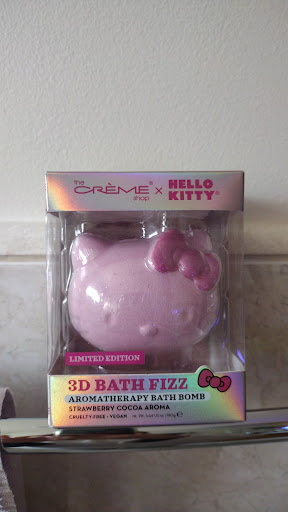 The
CRÈME®
shop
×
HELLO
KITTY®
LIMITED EDITION
3D BATH FIZZ
AROMATHERAPY BATH BOMB
STRAWBERRY COCOA AROMA
CRUELTY-FREE • VEGAN